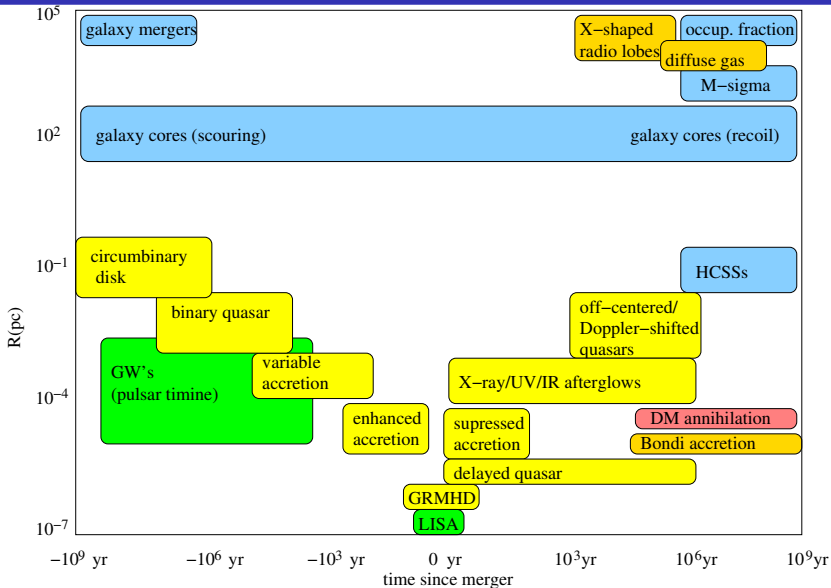 10^5
galaxy mergers
X−shaped
radio lobes
occup. fraction
diffuse gas
M−sigma
10^2
galaxy cores (scouring)
galaxy cores (recoil)
circumbinary
disk
10^-1
HCSSs
binary quasar
off−centered/
Doppler−shifted
quasars
R(pc)
GW's
(pulsar timine)
variable
accretion
X−ray/UV/IR afterglows
10^-4
enhanced
accretion
supressed
accretion
DM annihilation
Bondi accretion
delayed quasar
GRMHD
LISA
10^-7
−10^9 yr
−10^6 yr
−10^3 yr
0 yr
10^3yr
10^6yr
10^9yr
time since merger